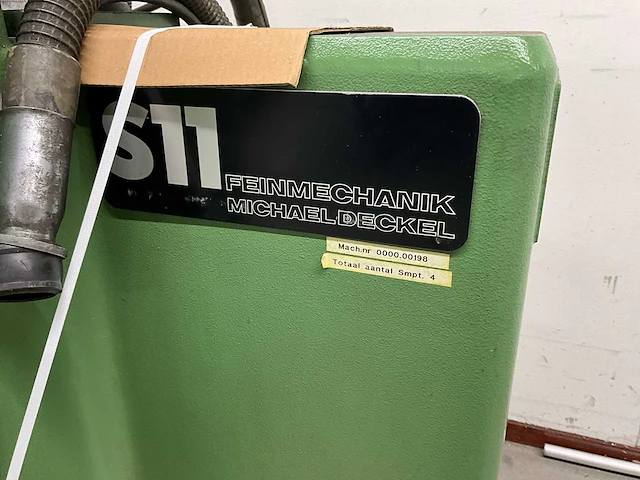 S11
FEINMECHANIK
MICHAEL DECKEL
Mach.nr 0000.00198
Totaal aantal Smpt. 4